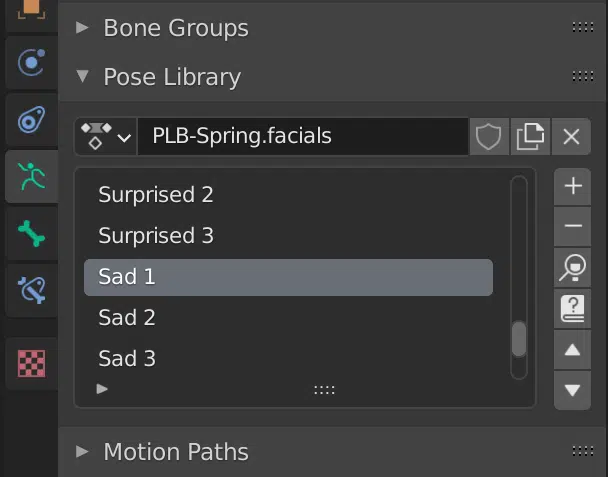 Bone Groups
Pose Library
PLB-Spring.facials
Surprised 2
Surprised 3
Sad 1
Sad 2
Sad 3
Motion Paths